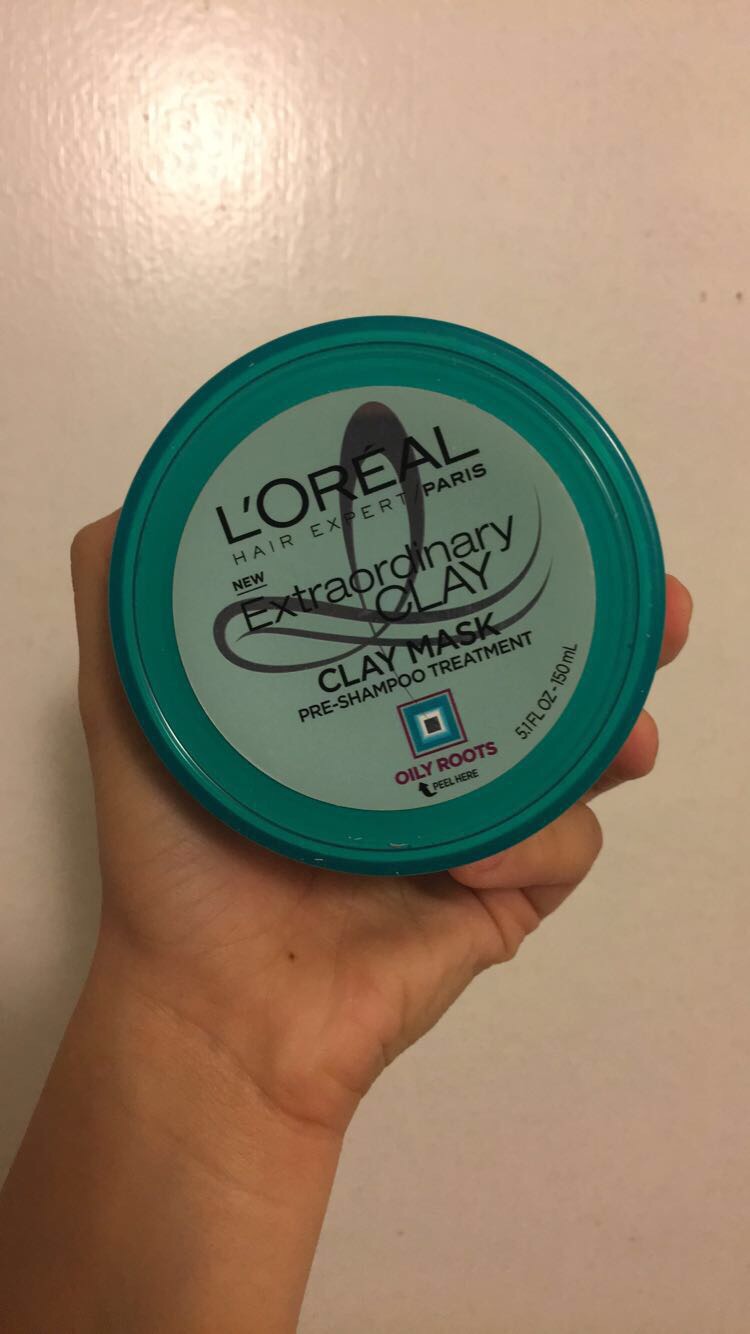 L'ORÉAL
HAIR EXPERT/PARIS
NEW
Extraordinary
CLAY
CLAY MASK
PRE-SHAMPOO TREATMENT
OILY ROOTS
PEEL HERE
5.1 FL OZ - 150 mL